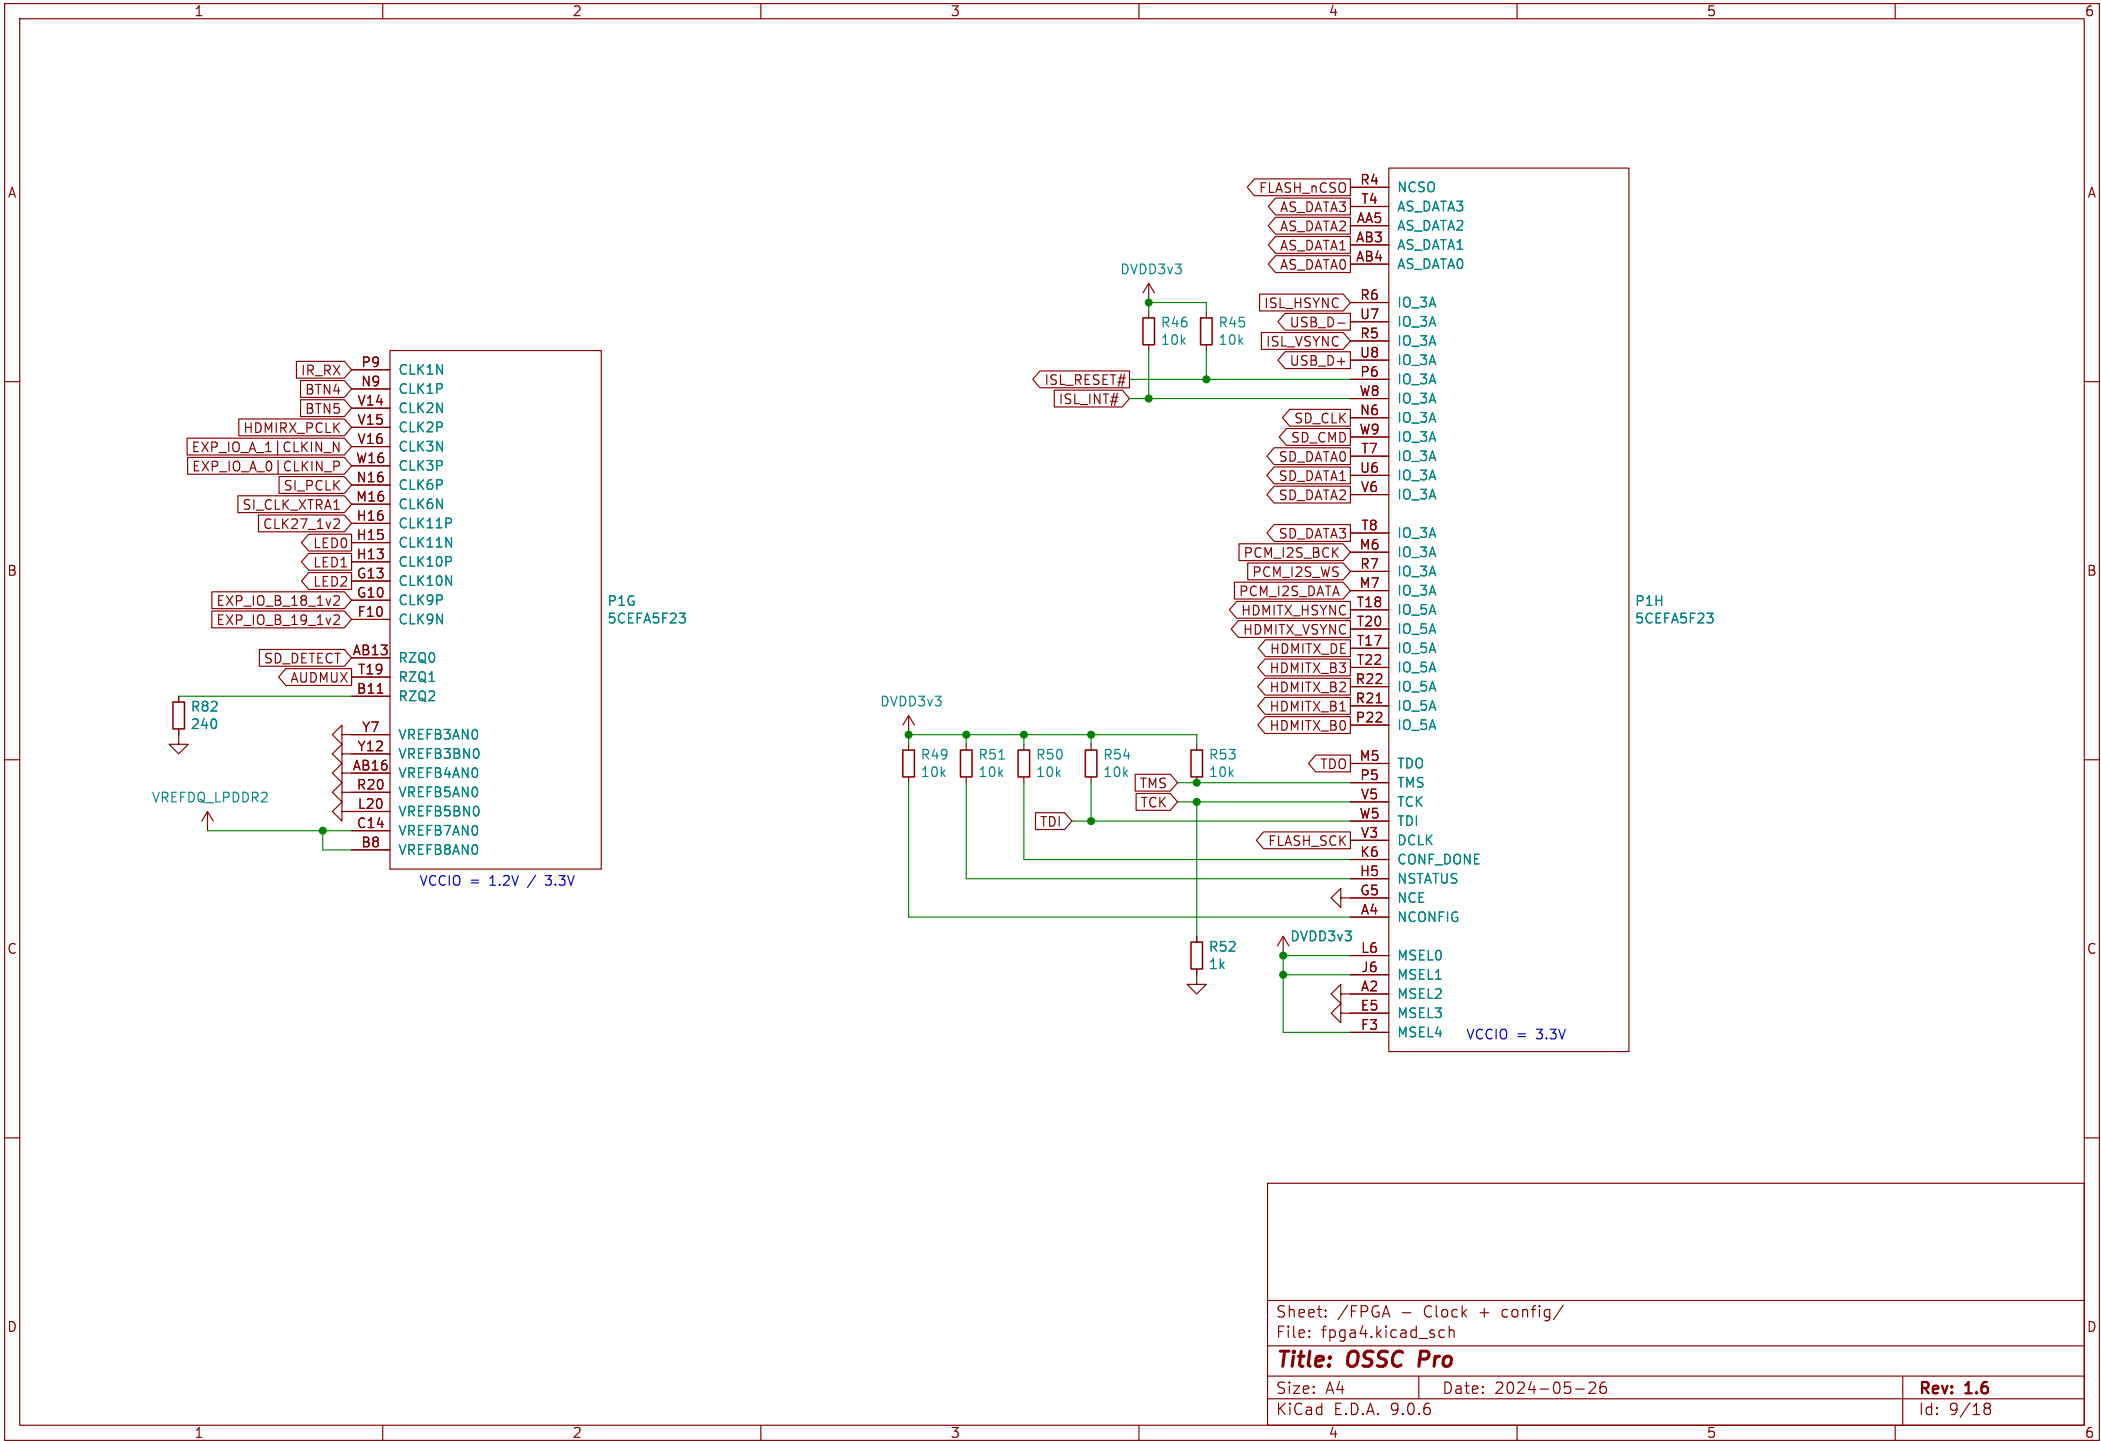 1 2 3 4 5 6
A
B
C
D
A
B
C
D
IR_RX P9 CLK1N
BTN4 N9 CLK1P
BTN5 V14 CLK2N
HDMIRX_PCLK V15 CLK2P
EXP_IO_A_1|CLKIN_N V16 CLK3N
EXP_IO_A_0|CLKIN_P W16 CLK3P
SI_PCLK N16 CLK6P
SI_CLK_XTRA1 M16 CLK6N
CLK27_1v2 H16 CLK11P
LED0 H15 CLK11N
LED1 H13 CLK10P
LED2 G13 CLK10N
EXP_IO_B_18_1v2 G10 CLK9P
EXP_IO_B_19_1v2 F10 CLK9N
SD_DETECT AB13 RZQ0
AUDMUX T19 RZQ1
B11 RZQ2
R82
240
Y7 VREFB3AN0
Y12 VREFB3BN0
AB16 VREFB4AN0
R20 VREFB5AN0
L20 VREFB5BN0
VREFDQ_LPDDR2
C14 VREFB7AN0
B8 VREFB8AN0
VCCIO = 1.2V / 3.3V
P1G
5CEFA5F23
FLASH_nCSO R4 NCSO
AS_DATA3 T4 AS_DATA3
AS_DATA2 AA5 AS_DATA2
AS_DATA1 AB3 AS_DATA1
AS_DATA0 AB4 AS_DATA0
DVDD3v3
R46
10k
R45
10k
ISL_HSYNC R6 IO_3A
USB_D- U7 IO_3A
ISL_VSYNC R5 IO_3A
USB_D+ U8 IO_3A
ISL_RESET# P6 IO_3A
ISL_INT# W8 IO_3A
SD_CLK N6 IO_3A
SD_CMD W9 IO_3A
SD_DATA0 T7 IO_3A
SD_DATA1 U6 IO_3A
SD_DATA2 V6 IO_3A
SD_DATA3 T8 IO_3A
PCM_I2S_BCK M6 IO_3A
PCM_I2S_WS R7 IO_3A
PCM_I2S_DATA M7 IO_3A
HDMITX_HSYNC T18 IO_5A
HDMITX_VSYNC T20 IO_5A
HDMITX_DE T17 IO_5A
HDMITX_B3 T22 IO_5A
HDMITX_B2 R22 IO_5A
HDMITX_B1 R21 IO_5A
HDMITX_B0 P22 IO_5A
P1H
5CEFA5F23
DVDD3v3
R49
10k
R51
10k
R50
10k
R54
10k
R53
10k
TDO M5 TDO
TMS P5 TMS
TCK V5 TCK
TDI W5 TDI
FLASH_SCK V3 DCLK
K6 CONF_DONE
H5 NSTATUS
G5 NCE
A4 NCONFIG
R52
1k
DVDD3v3
L6 MSEL0
J6 MSEL1
A2 MSEL2
E5 MSEL3
F3 MSEL4
VCCIO = 3.3V
Sheet: /FPGA - Clock + config/
File: fpga4.kicad_sch
Title: OSSC Pro
Size: A4 Date: 2024-05-26 Rev: 1.6
KiCad E.D.A. 9.0.6 Id: 9/18
1 2 3 4 5 6